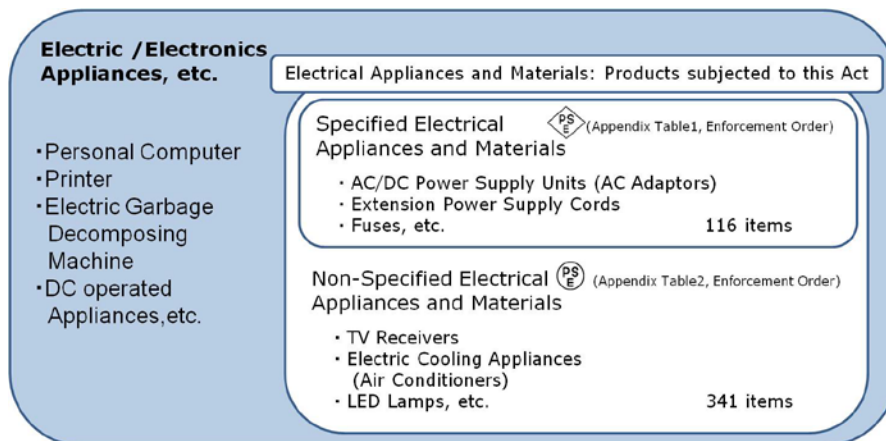 Electric /Electronics
Appliances, etc.
・Personal Computer
・Printer
・Electric Garbage
Decomposing
Machine
・DC operated
Appliances,etc.
Electrical Appliances and Materials: Products subjected to this Act
Specified Electrical PS E (Appendix Table1, Enforcement Order)
Appliances and Materials
・AC/DC Power Supply Units (AC Adaptors)
・Extension Power Supply Cords
・Fuses, etc. 116 items
Non-Specified Electrical PS E (Appendix Table2, Enforcement Order)
Appliances and Materials
・TV Receivers
・Electric Cooling Appliances
(Air Conditioners)
・LED Lamps, etc. 341 items